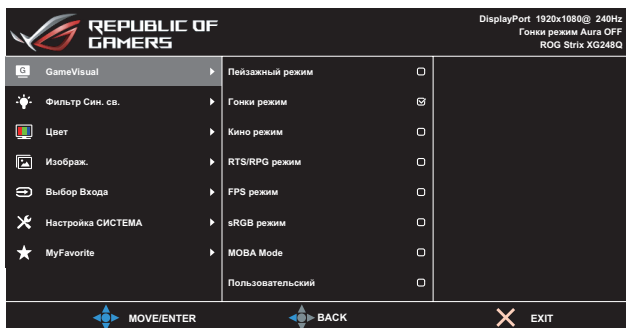 REPUBLIC OF
GAMERS
DisplayPort 1920x1080@ 240Hz
Гонки режим Aura OFF
ROG Strix XG248Q
G GameVisual
Фильтр Син. св.
Цвет
Изображ.
Выбор Входа
Настройка СИСТЕМА
MyFavorite
Пейзажный режим
Гонки режим
Кино режим
RTS/RPG режим
FPS режим
sRGB режим
MOBA Mode
Пользовательский
MOVE/ENTER
BACK
EXIT